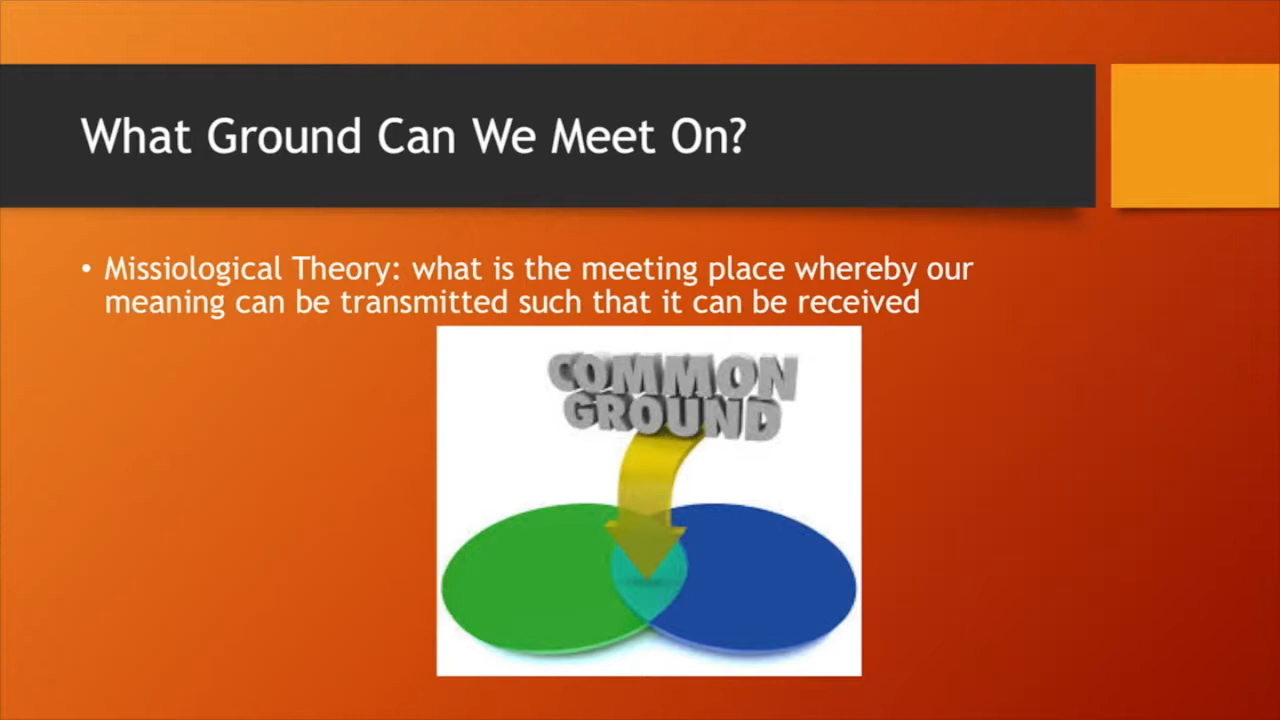 What Ground Can We Meet On?
• Missiological Theory: what is the meeting place whereby our
meaning can be transmitted such that it can be received
COMMON
GROUND